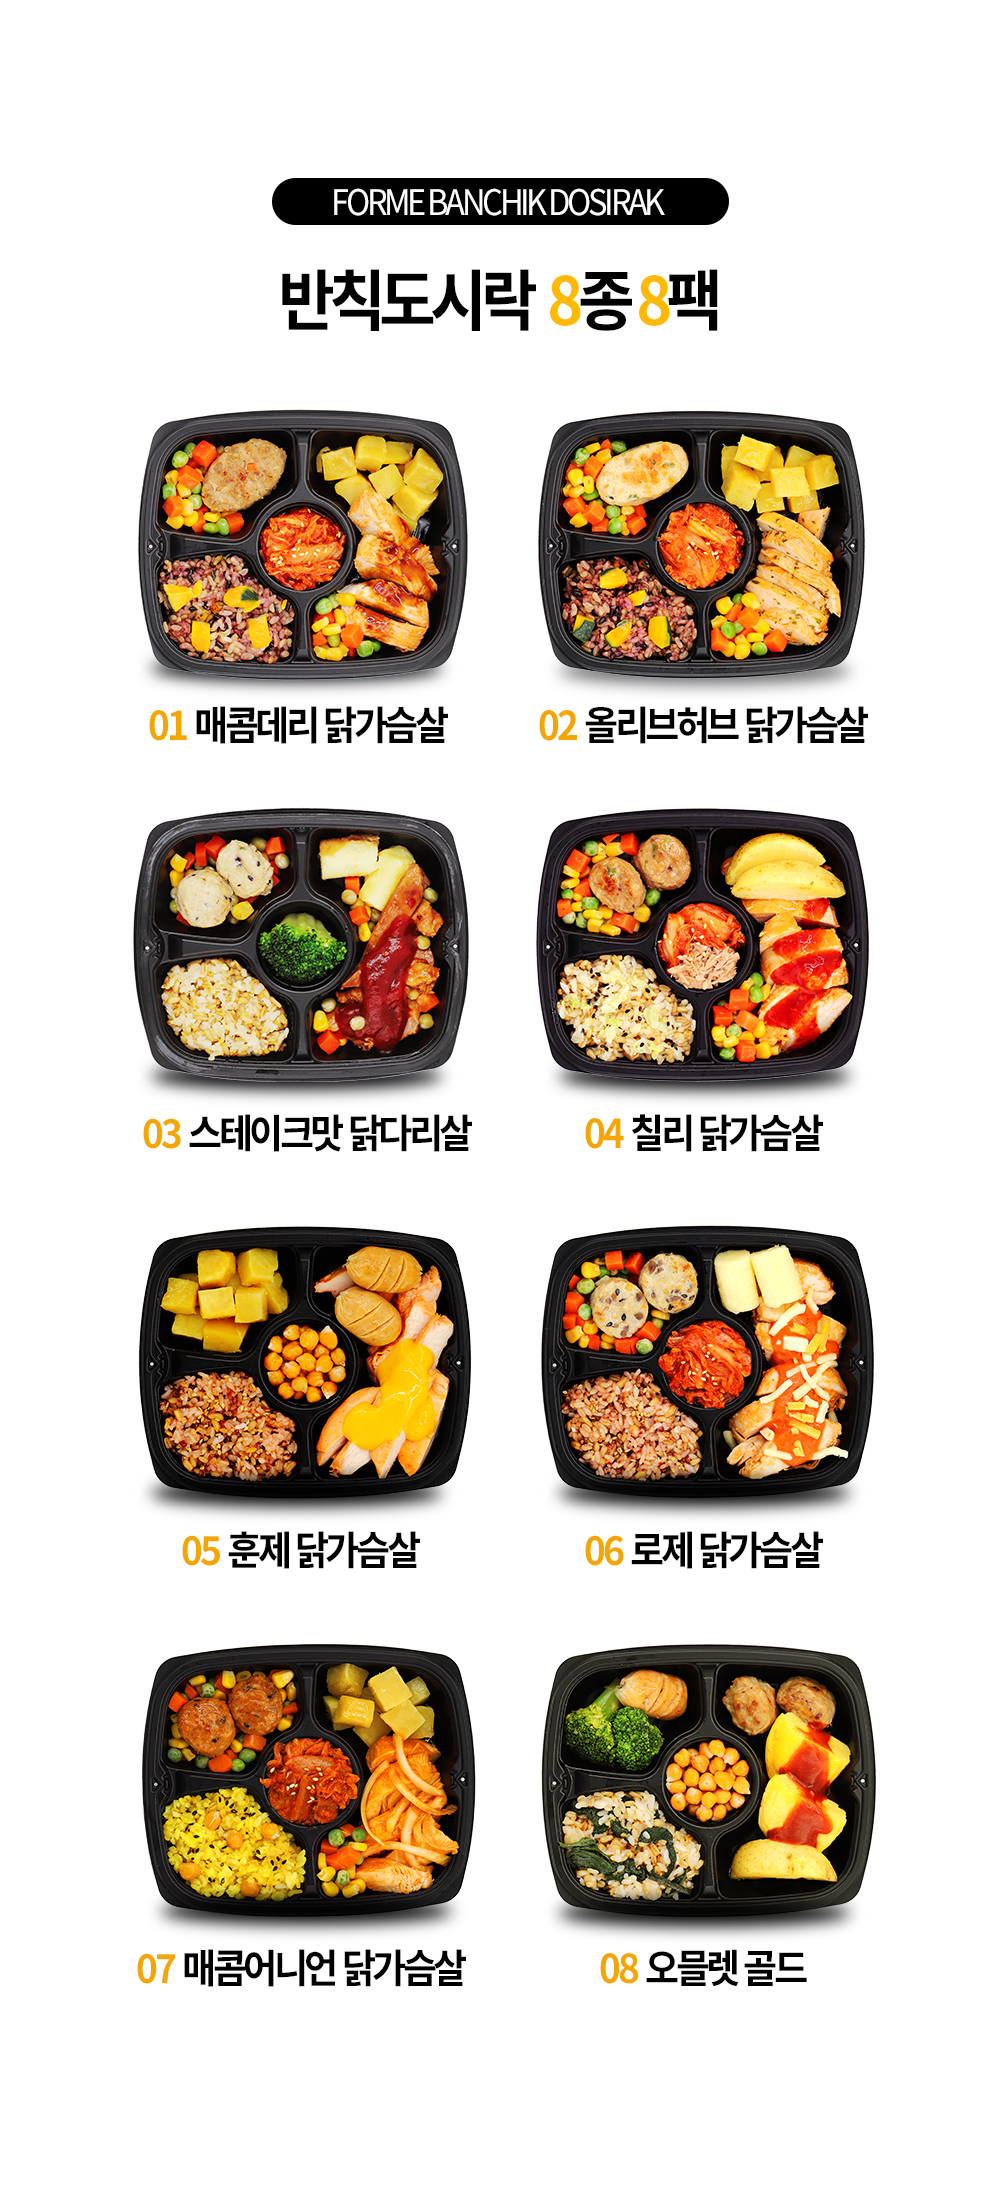 FORME BANCHIK DOSIRAK
반칙도시락 8종 8팩
01 매콤데리 닭가슴살
02 올리브허브 닭가슴살
03 스테이크맛 닭다리살
04 칠리 닭가슴살
05 훈제 닭가슴살
06 로제 닭가슴살
07 매콤어니언 닭가슴살
08 오믈렛 골드